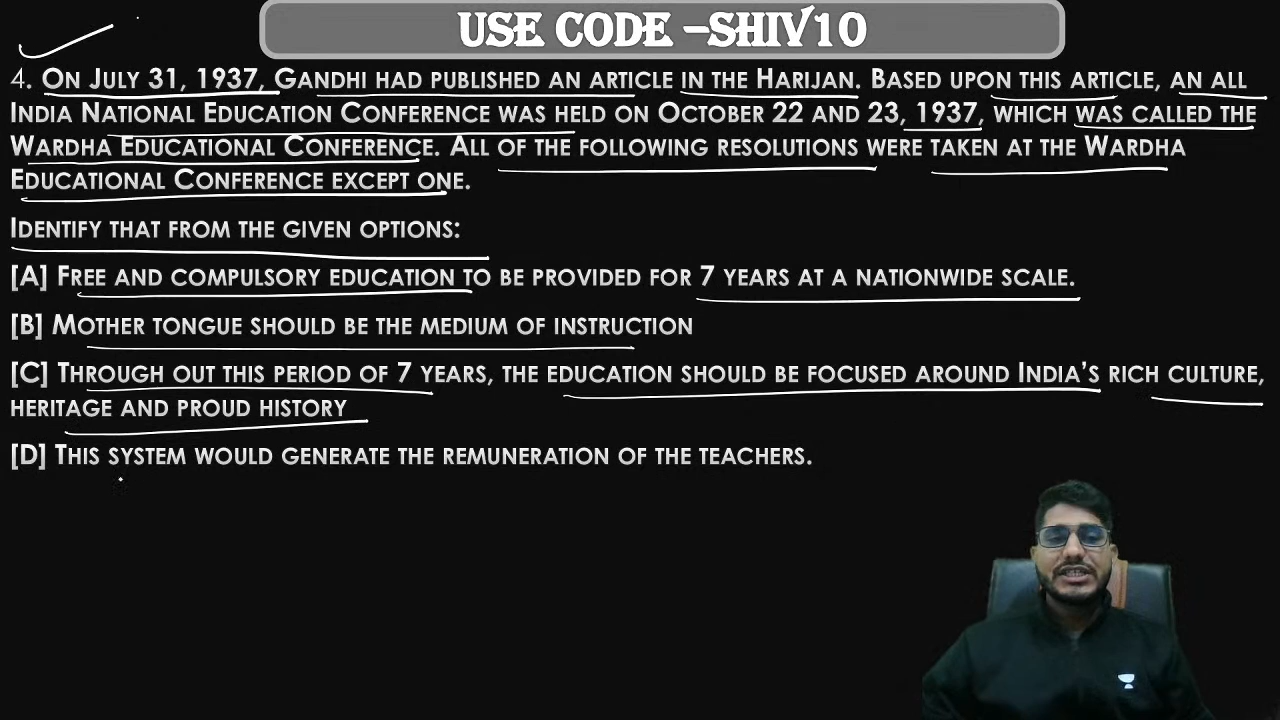 USE CODE –SHIV10
4. On July 31, 1937, Gandhi had published an article in the Harijan. Based upon this article, an all
India National Education Conference was held on October 22 and 23, 1937, which was called the
Wardha Educational Conference. All of the following resolutions were taken at the Wardha
Educational Conference except one.
Identify that from the given options:
[A] Free and compulsory education to be provided for 7 years at a nationwide scale.
[B] Mother tongue should be the medium of instruction
[C] Through out this period of 7 years, the education should be focused around India's rich culture,
heritage and proud history
[D] This system would generate the remuneration of the teachers.